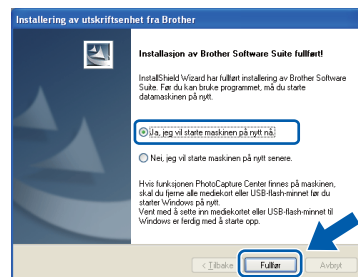 Installering av utskriftsenhet fra Brother
Installasjon av Brother Software Suite fullført!
InstallShield Wizard har fullført installering av Brother Software
Suite. Før du kan bruke programmet, må du starte
datamaskinen på nytt.
Ja, jeg vil starte maskinen på nytt nå.
Nei, jeg vil starte maskinen på nytt senere.
Hvis funksjonen PhotoCapture Center finnes på maskinen,
skal du fjerne alle mediekort eller USB-flash-minnet før du
starter Windows på nytt.
Vent med å sette inn mediekortet eller USB-flash-minnet til
Windows er ferdig med å starte opp.
< Tilbake Fullfør Avbryt